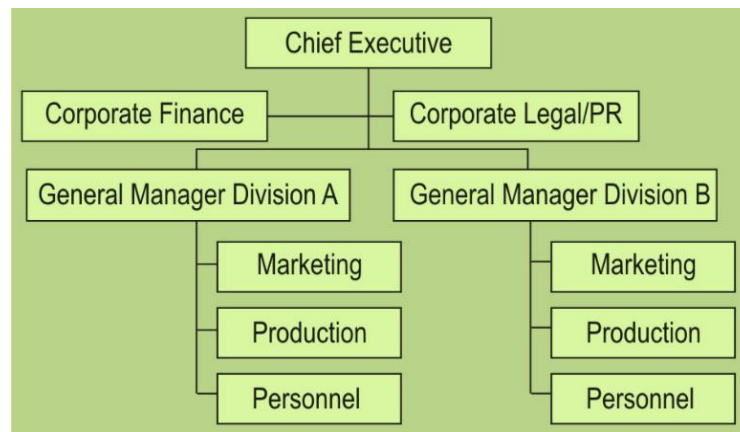 Chief Executive
Corporate Finance
Corporate Legal/PR
General Manager Division A
General Manager Division B
Marketing
Marketing
Production
Production
Personnel
Personnel